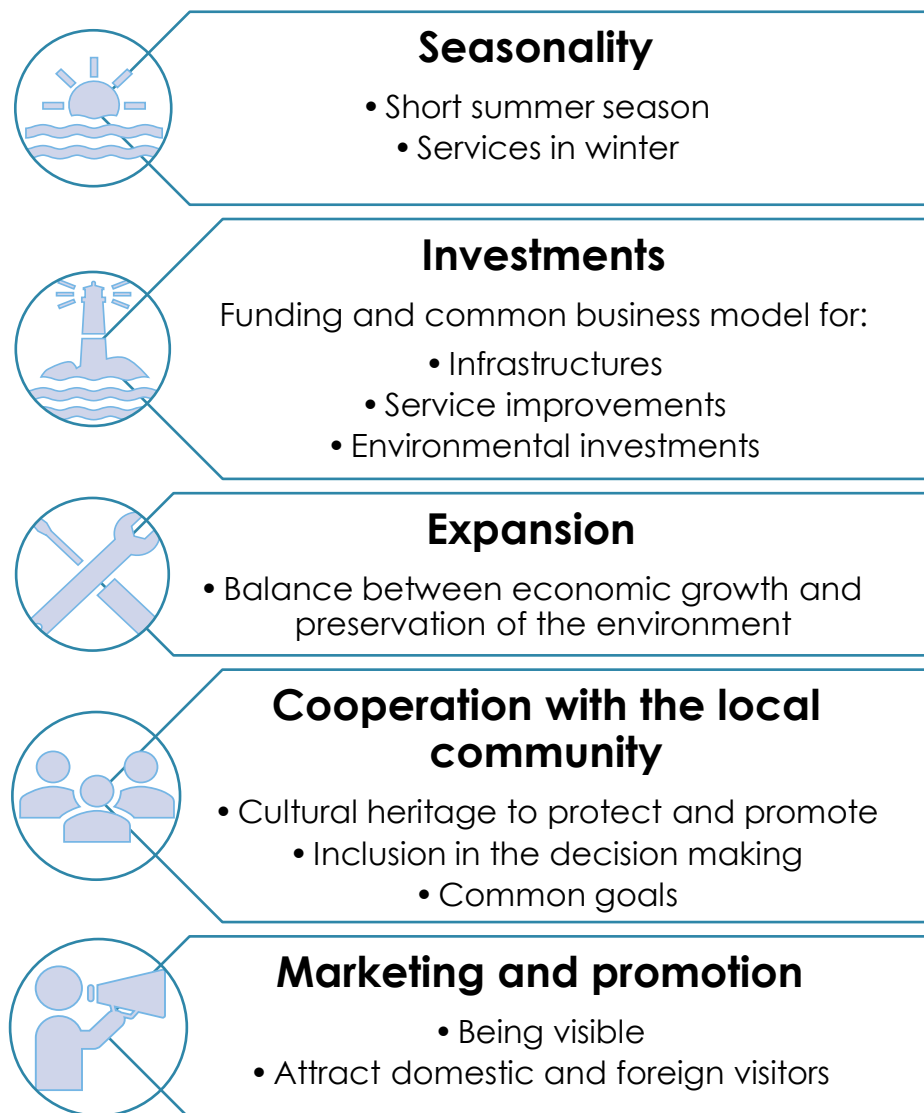 Seasonality
• Short summer season
• Services in winter
Investments
Funding and common business model for:
• Infrastructures
• Service improvements
• Environmental investments
Expansion
• Balance between economic growth and
preservation of the environment
Cooperation with the local
community
• Cultural heritage to protect and promote
• Inclusion in the decision making
• Common goals
Marketing and promotion
• Being visible
• Attract domestic and foreign visitors